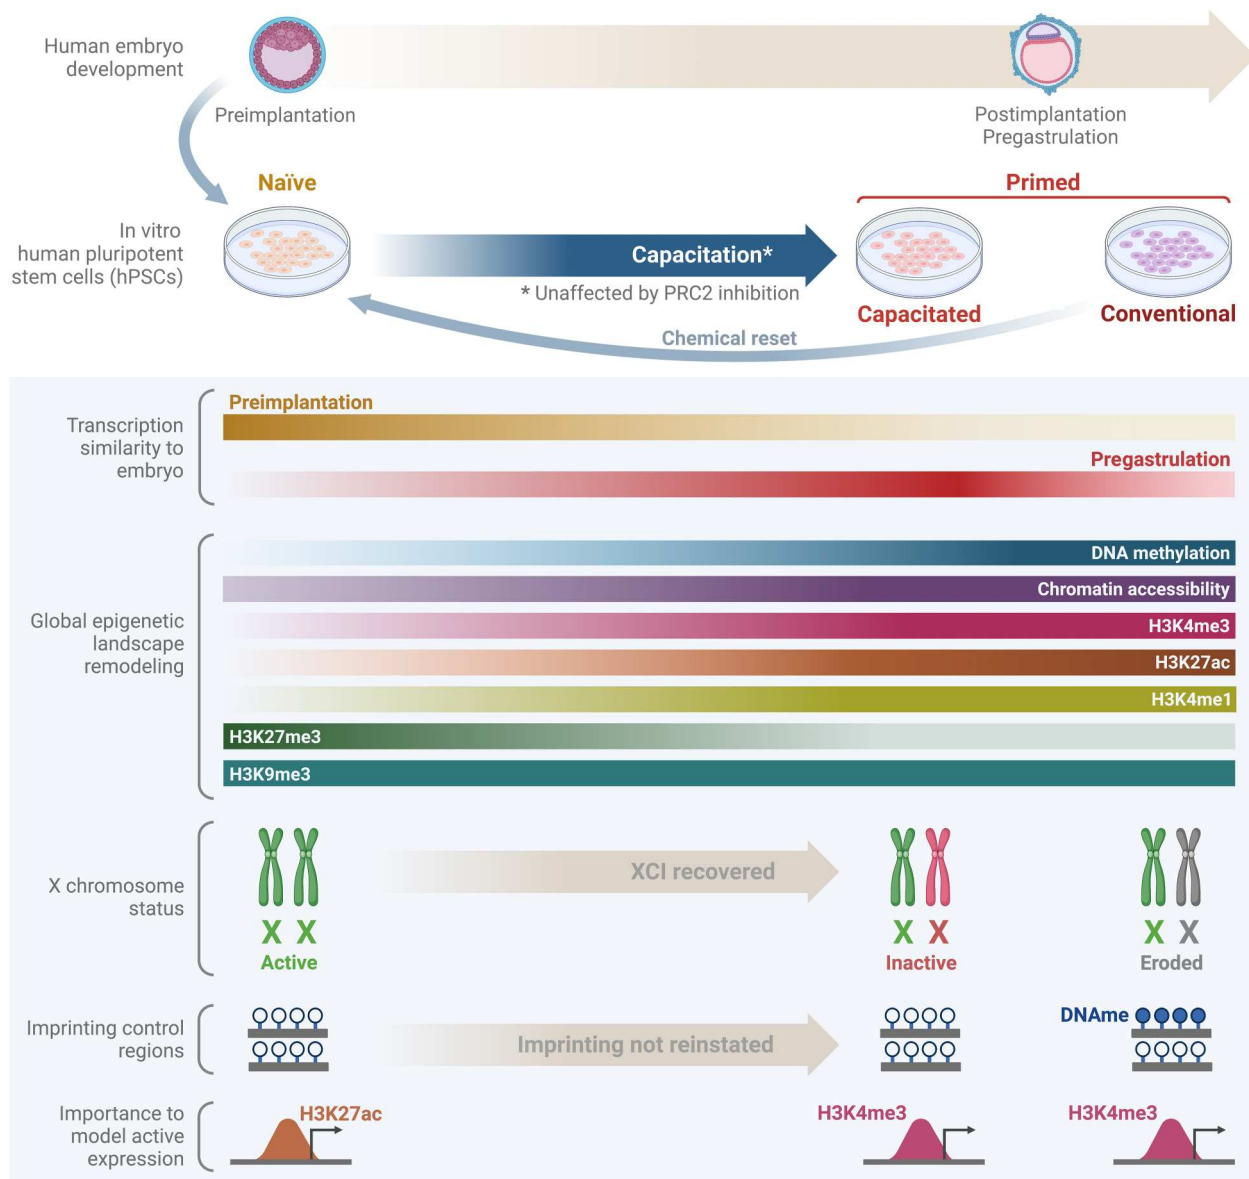 Human embryo
development
Preimplantation
Postimplantation
Pregastrulation
Naïve
Primed
In vitro
human pluripotent
stem cells (hPSCs)
Capacitation*
* Unaffected by PRC2 inhibition
Capacitated
Conventional
Chemical reset
Transcription
similarity to
embryo
Preimplantation
Pregastrulation
Global epigenetic
landscape
remodeling
DNA methylation
Chromatin accessibility
H3K4me3
H3K27ac
H3K4me1
H3K27me3
H3K9me3
X chromosome
status
XCI recovered
X X
X X
X X
Active
Inactive
Eroded
Imprinting control
regions
Imprinting not reinstated
DNAme
Importance to
model active
expression
H3K27ac
H3K4me3
H3K4me3